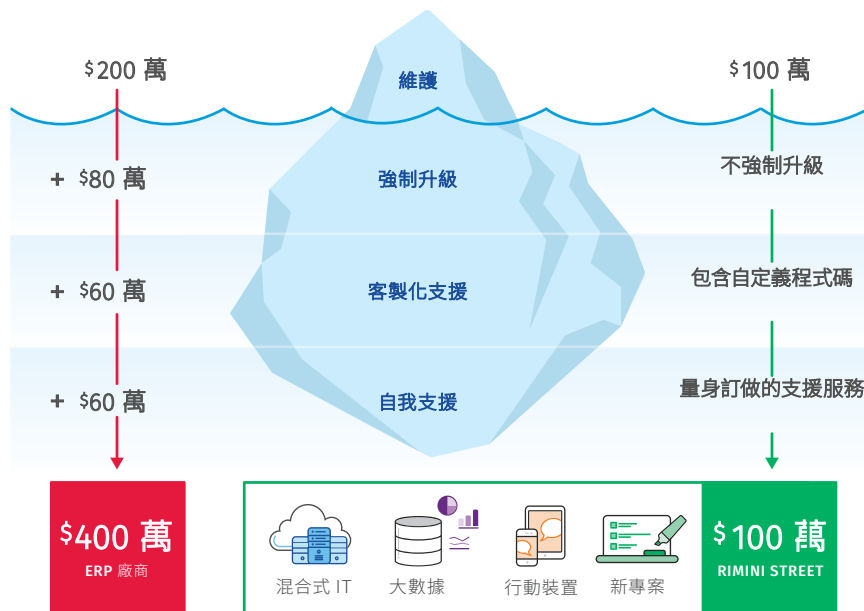 $200 萬
維護
$100 萬
+ $80 萬
強制升級
不強制升級
+ $60 萬
客製化支援
包含自定義程式碼
+ $60 萬
自我支援
量身訂做的支援服務
$400 萬
ERP 廠商
混合式 IT
大數據
行動裝置
新專案
$100 萬
RIMINI STREET